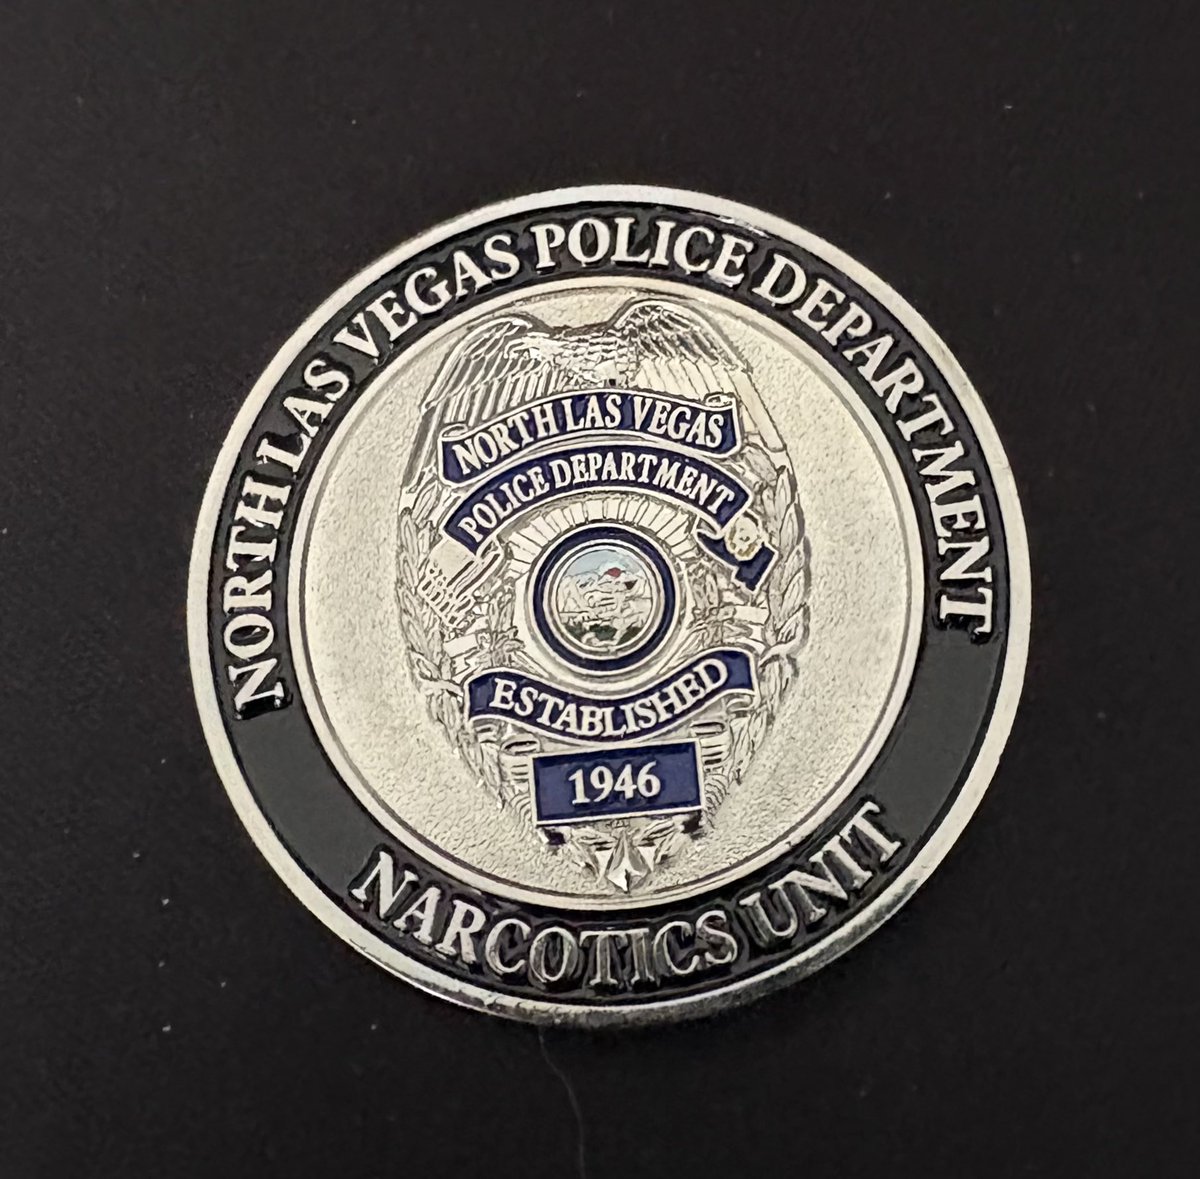 NORTH LAS VEGAS POLICE DEPARTMENT
NORTH LAS VEGAS
POLICE DEPARTMENT
ESTABLISHED
1946
NARCOTICS UNIT